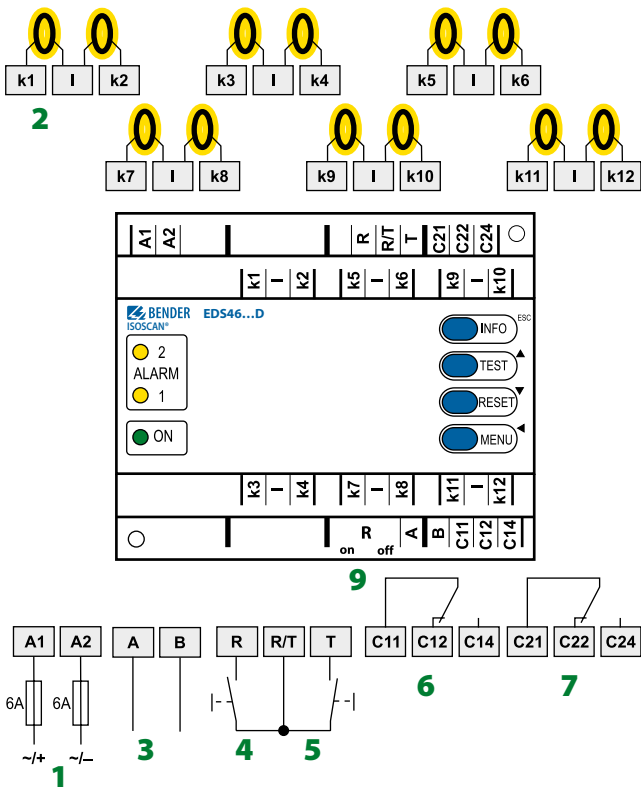 k1 I k2 k3 I k4 k5 I k6
2
k7 I k8 k9 I k10 k11 I k12
A1 A2 R R/T T C21 C22 C24
k1 I k2 k5 I k6 k9 I k10
BENDER EDS46...D
ISOSCAN®
INFO ESC
2
TEST
ALARM
1
RESET
ON
MENU
k3 I k4 k7 I k8 k11 I k12
R A B C11 C12 C14
on off
9
A1 A2 A B R R/T T C11 C12 C14 C21 C22 C24
6 7
6A 6A
3 4 5
~/+ ~/–
1